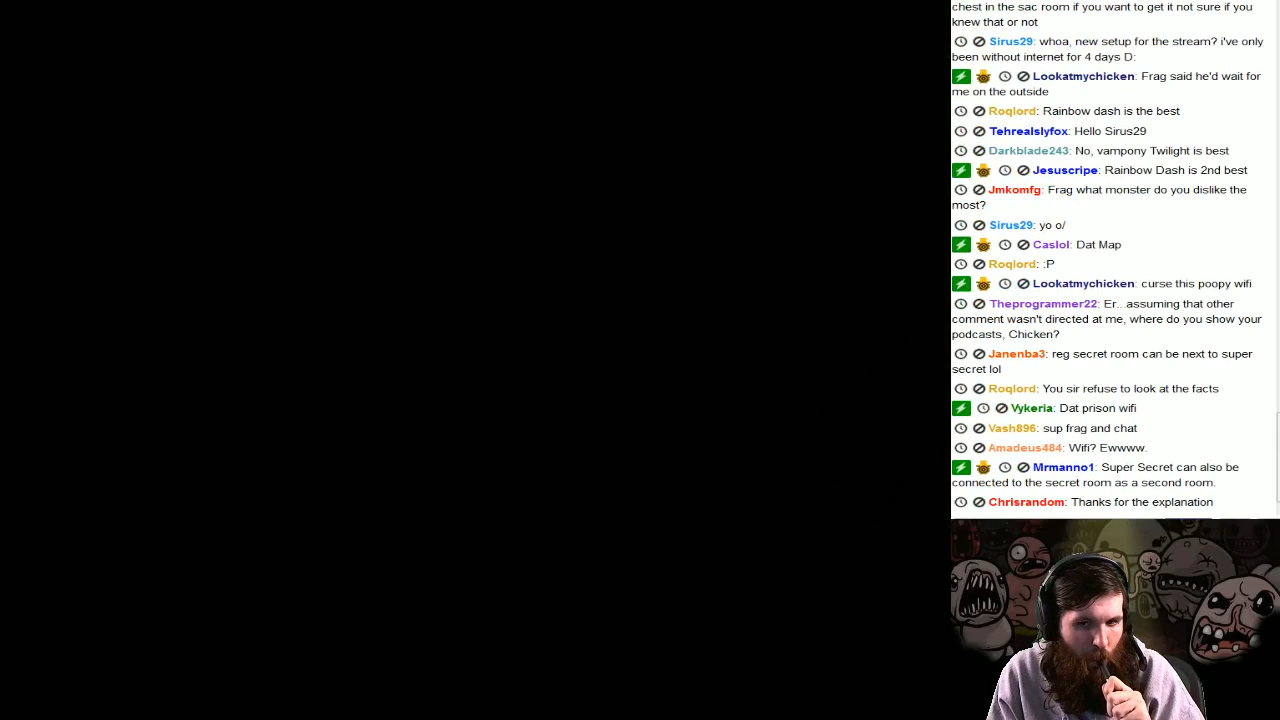 chest in the sac room if you want to get it not sure if you
knew that or not
Sirus29: whoa, new setup for the stream? i've only
been without internet for 4 days D:
Lookatmychicken: Frag said he'd wait for
me on the outside
Roqlord: Rainbow dash is the best
Tehrealslyfox: Hello Sirus29
Darkblade243: No, vampony Twilight is best
Jesuscripe: Rainbow Dash is 2nd best
Jmkomfg: Frag what monster do you dislike the
most?
Sirus29: yo o/
Caslol: Dat Map
Roqlord: :P
Lookatmychicken: curse this poopy wifi
Theprogrammer22: Er...assuming that other
comment wasn't directed at me, where do you show your
podcasts, Chicken?
Janenba3: reg secret room can be next to super
secret lol
Roqlord: You sir refuse to look at the facts
Vykeria: Dat prison wifi
Vash896: sup frag and chat
Amadeus484: Wifi? Ewwww.
Mrmanno1: Super Secret can also be
connected to the secret room as a second room.
Chrisrandom: Thanks for the explanation